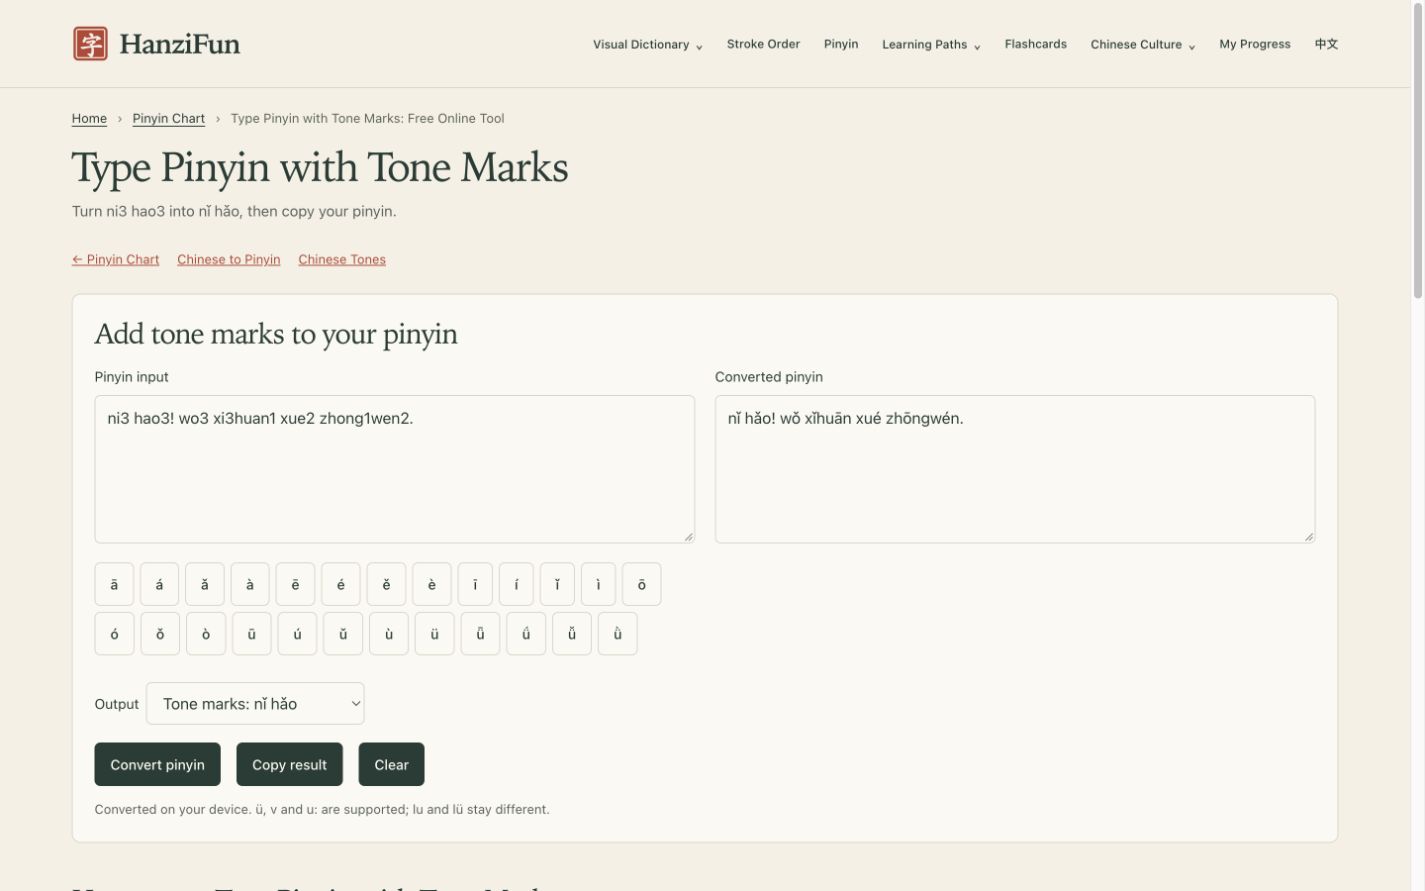 字 HanziFun
Visual Dictionary Stroke Order Pinyin Learning Paths Flashcards Chinese Culture My Progress 中文
Home › Pinyin Chart › Type Pinyin with Tone Marks: Free Online Tool
Type Pinyin with Tone Marks
Turn ni3 hao3 into nǐ hǎo, then copy your pinyin.
← Pinyin Chart Chinese to Pinyin Chinese Tones
Add tone marks to your pinyin
Pinyin input
ni3 hao3! wo3 xi3huan1 xue2 zhong1wen2.
Converted pinyin
nǐ hǎo! wǒ xǐhuān xué zhōngwén.
ā á ǎ à ē é ě è ī í ǐ ì ō
ó ǒ ò ū ú ǔ ù ü ǖ ǘ ǚ ǜ
Output Tone marks: nǐ hǎo
Convert pinyin Copy result Clear
Converted on your device. ü, v and u: are supported; lu and lü stay different.